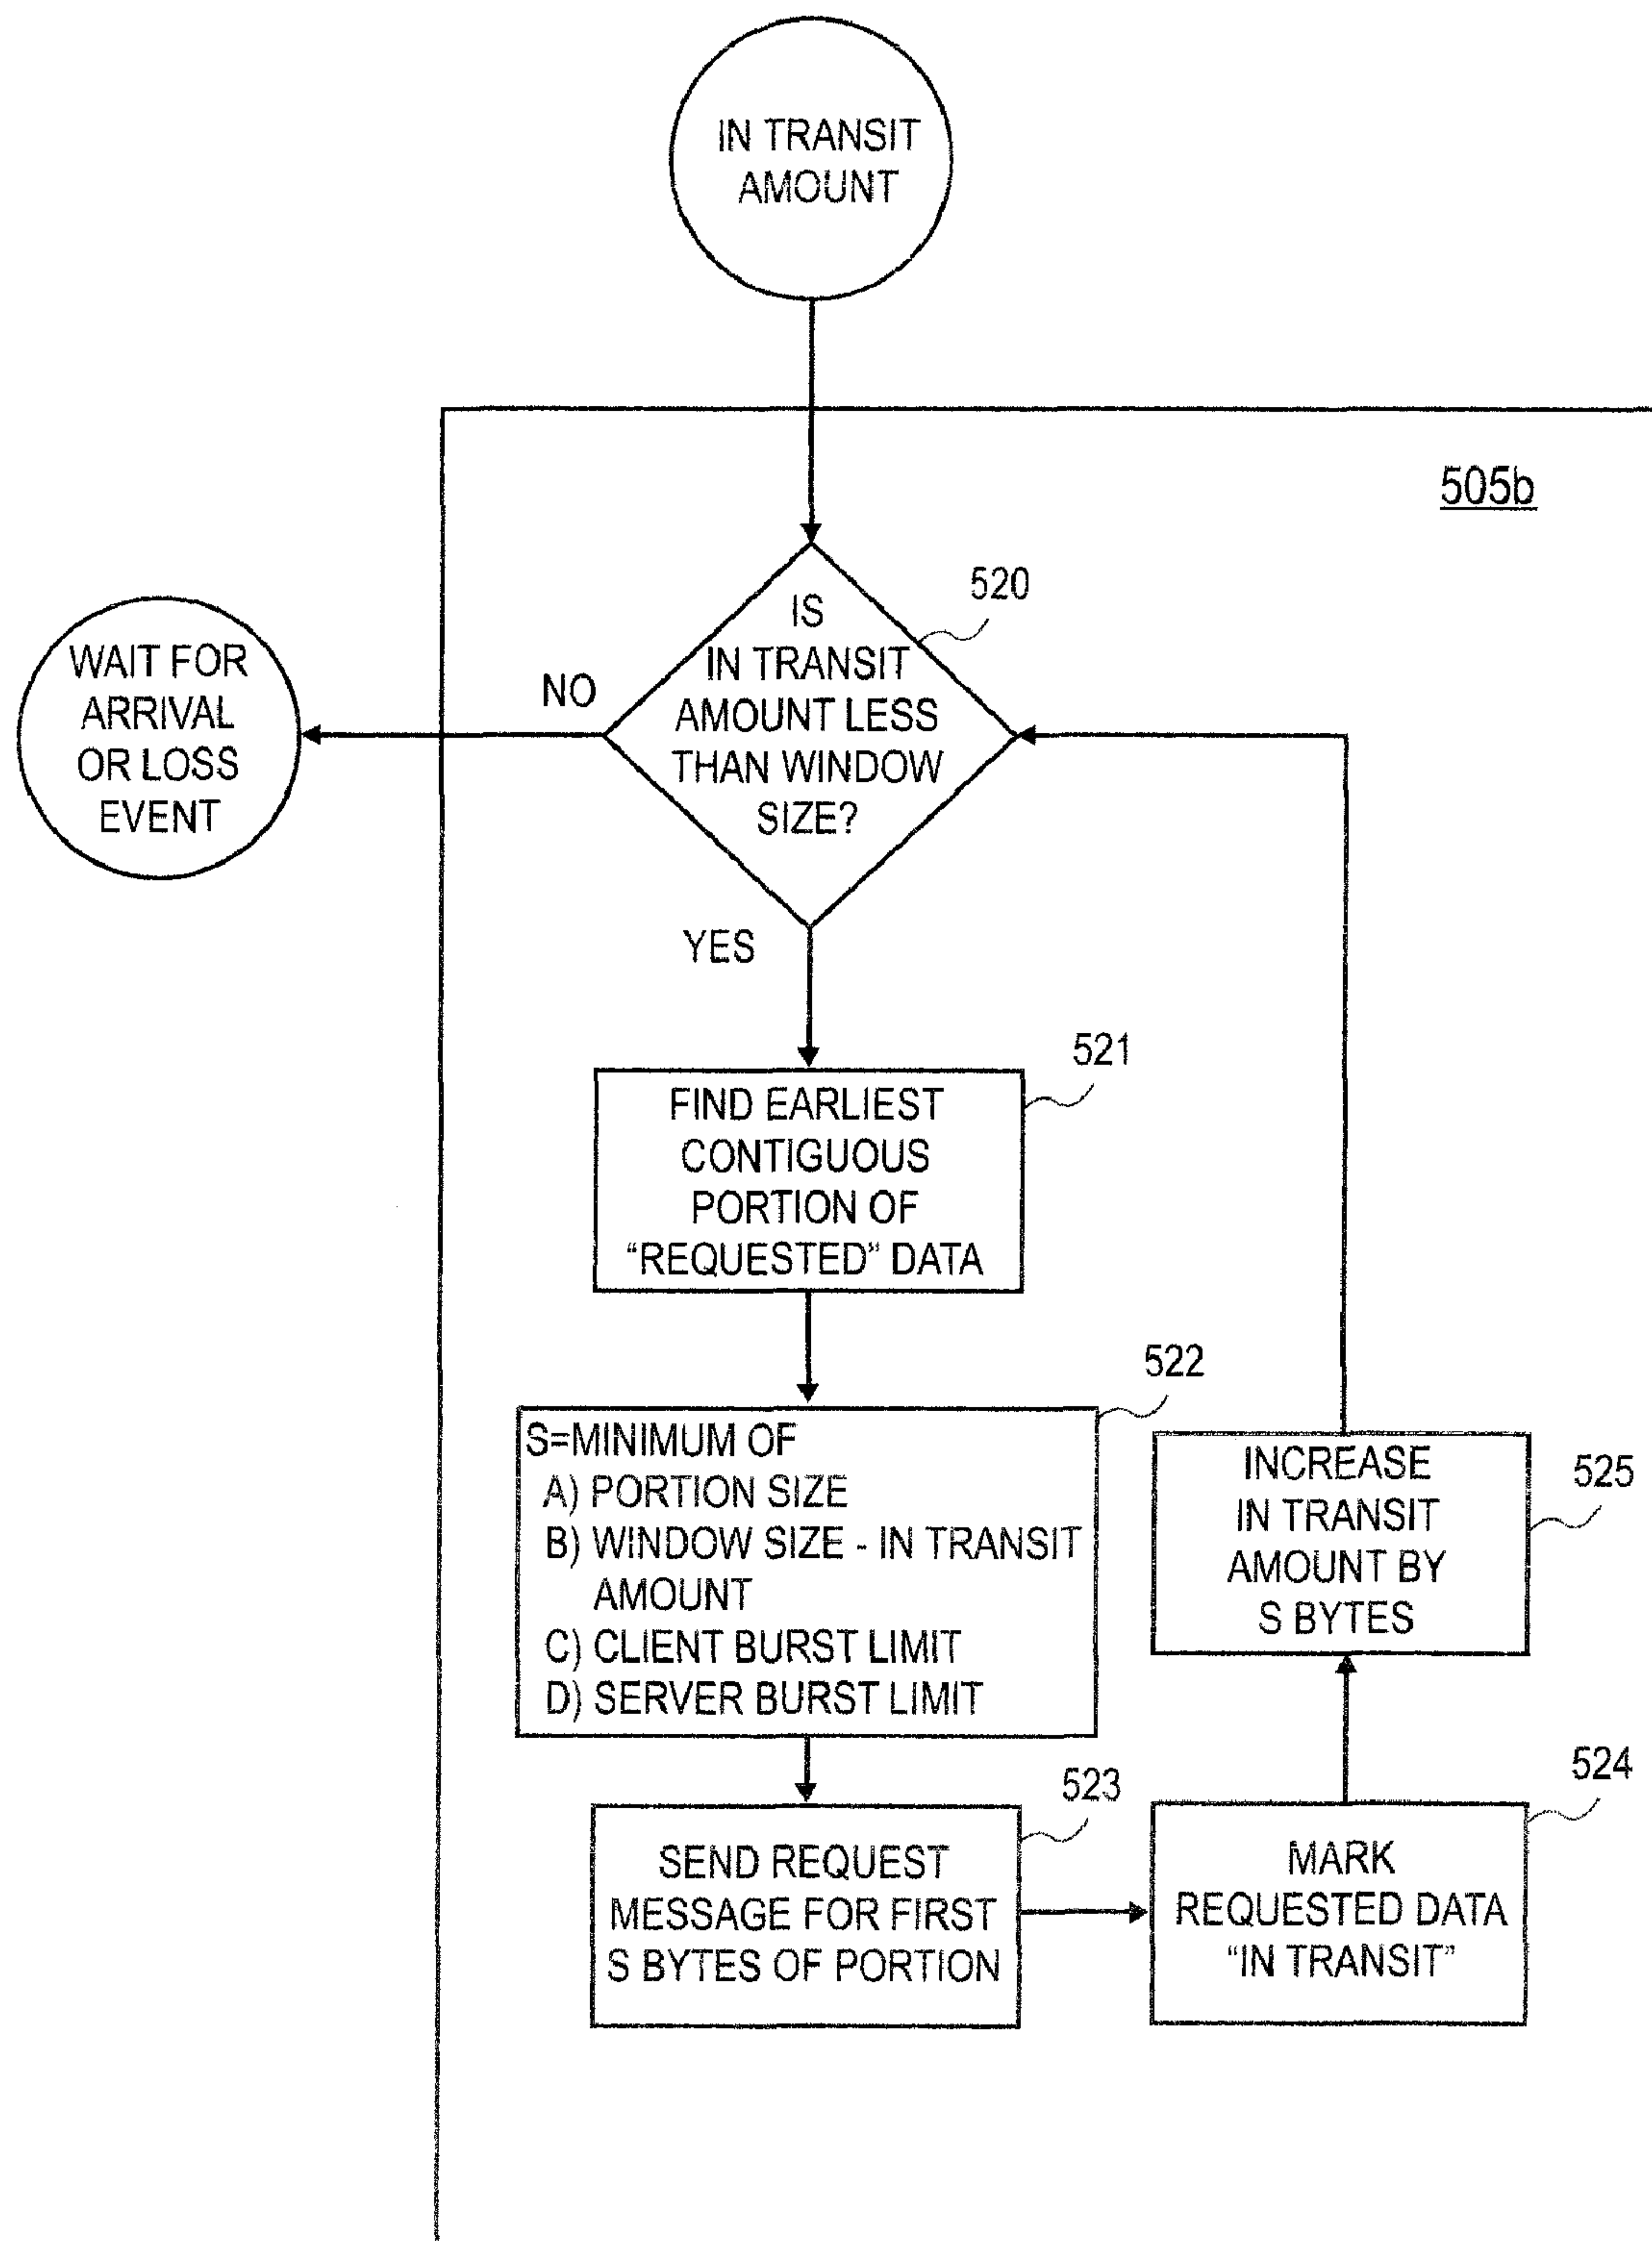 IN TRANSIT
AMOUNT
505b
520
IS
IN TRANSIT
AMOUNT LESS
THAN WINDOW
SIZE?
NO
WAIT FOR
ARRIVAL
OR LOSS
EVENT
YES
521
FIND EARLIEST
CONTIGUOUS
PORTION OF
“REQUESTED” DATA
522
S=MINIMUM OF
A) PORTION SIZE
B) WINDOW SIZE - IN TRANSIT
AMOUNT
C) CLIENT BURST LIMIT
D) SERVER BURST LIMIT
523
SEND REQUEST
MESSAGE FOR FIRST
S BYTES OF PORTION
524
MARK
REQUESTED DATA
“IN TRANSIT”
525
INCREASE
IN TRANSIT
AMOUNT BY
S BYTES